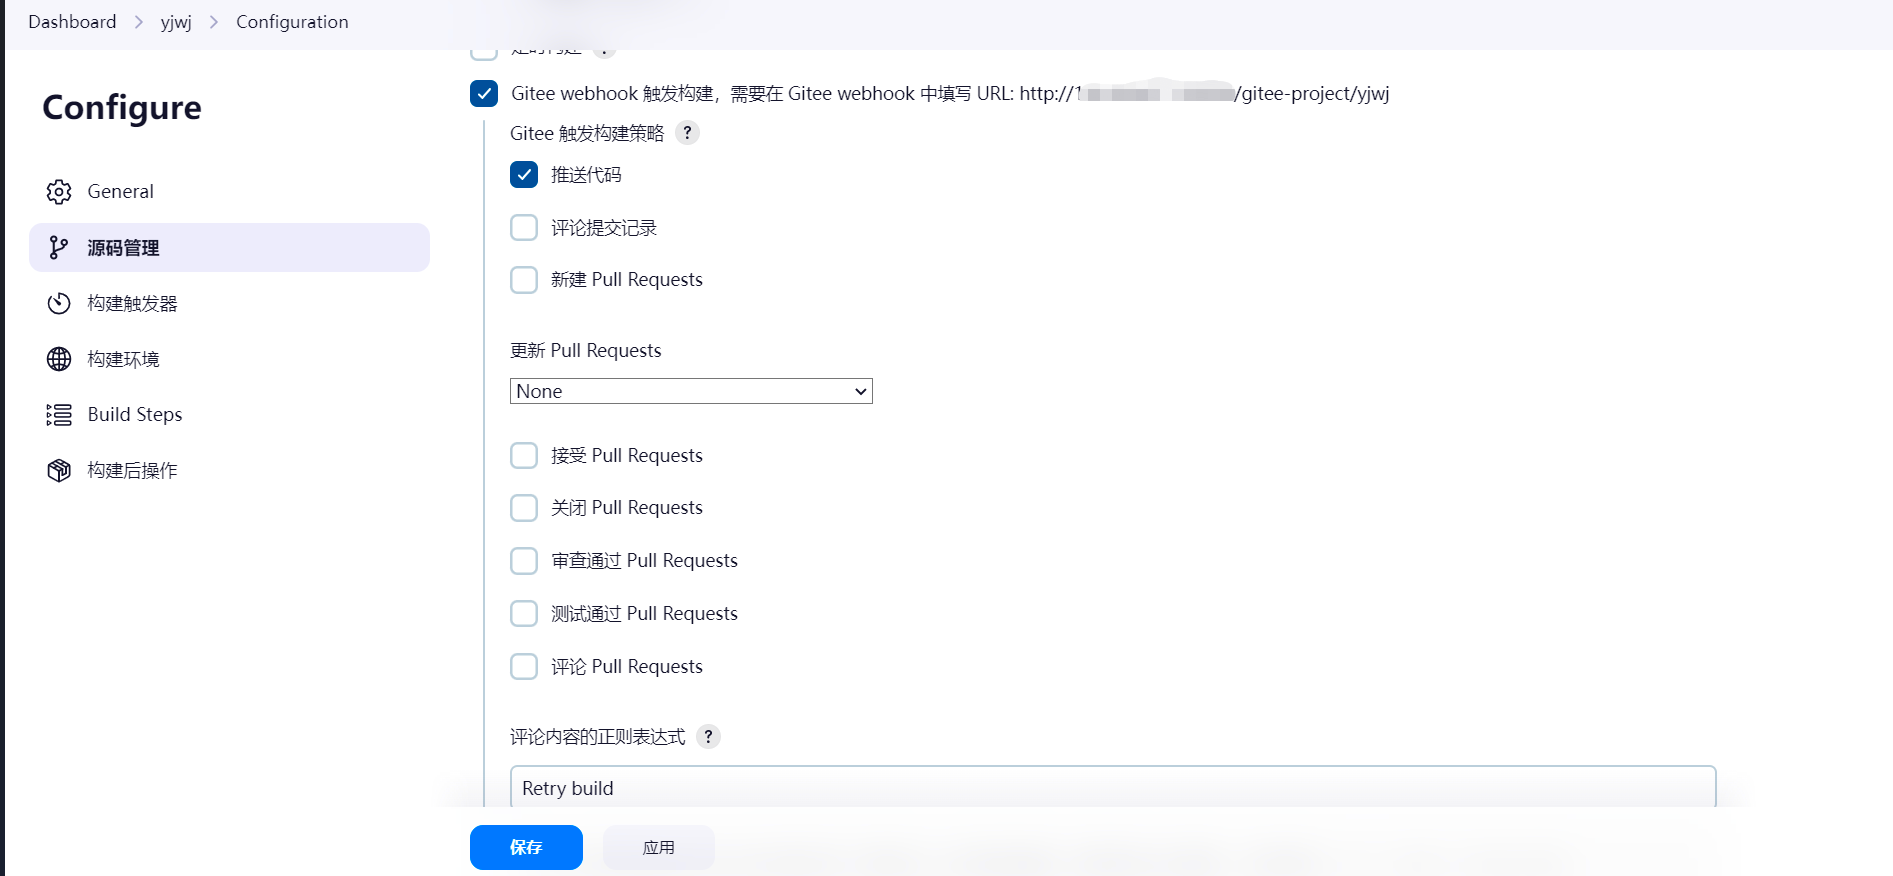 Dashboard > yjwj > Configuration
Configure
General
源码管理
构建触发器
构建环境
Build Steps
构建后操作
定时构建 ?
Gitee webhook 触发构建，需要在 Gitee webhook 中填写 URL: http://1 /gitee-project/yjwj
Gitee 触发构建策略 ?
推送代码
评论提交记录
新建 Pull Requests
更新 Pull Requests
None
接受 Pull Requests
关闭 Pull Requests
审查通过 Pull Requests
测试通过 Pull Requests
评论 Pull Requests
评论内容的正则表达式 ?
Retry build
保存
应用